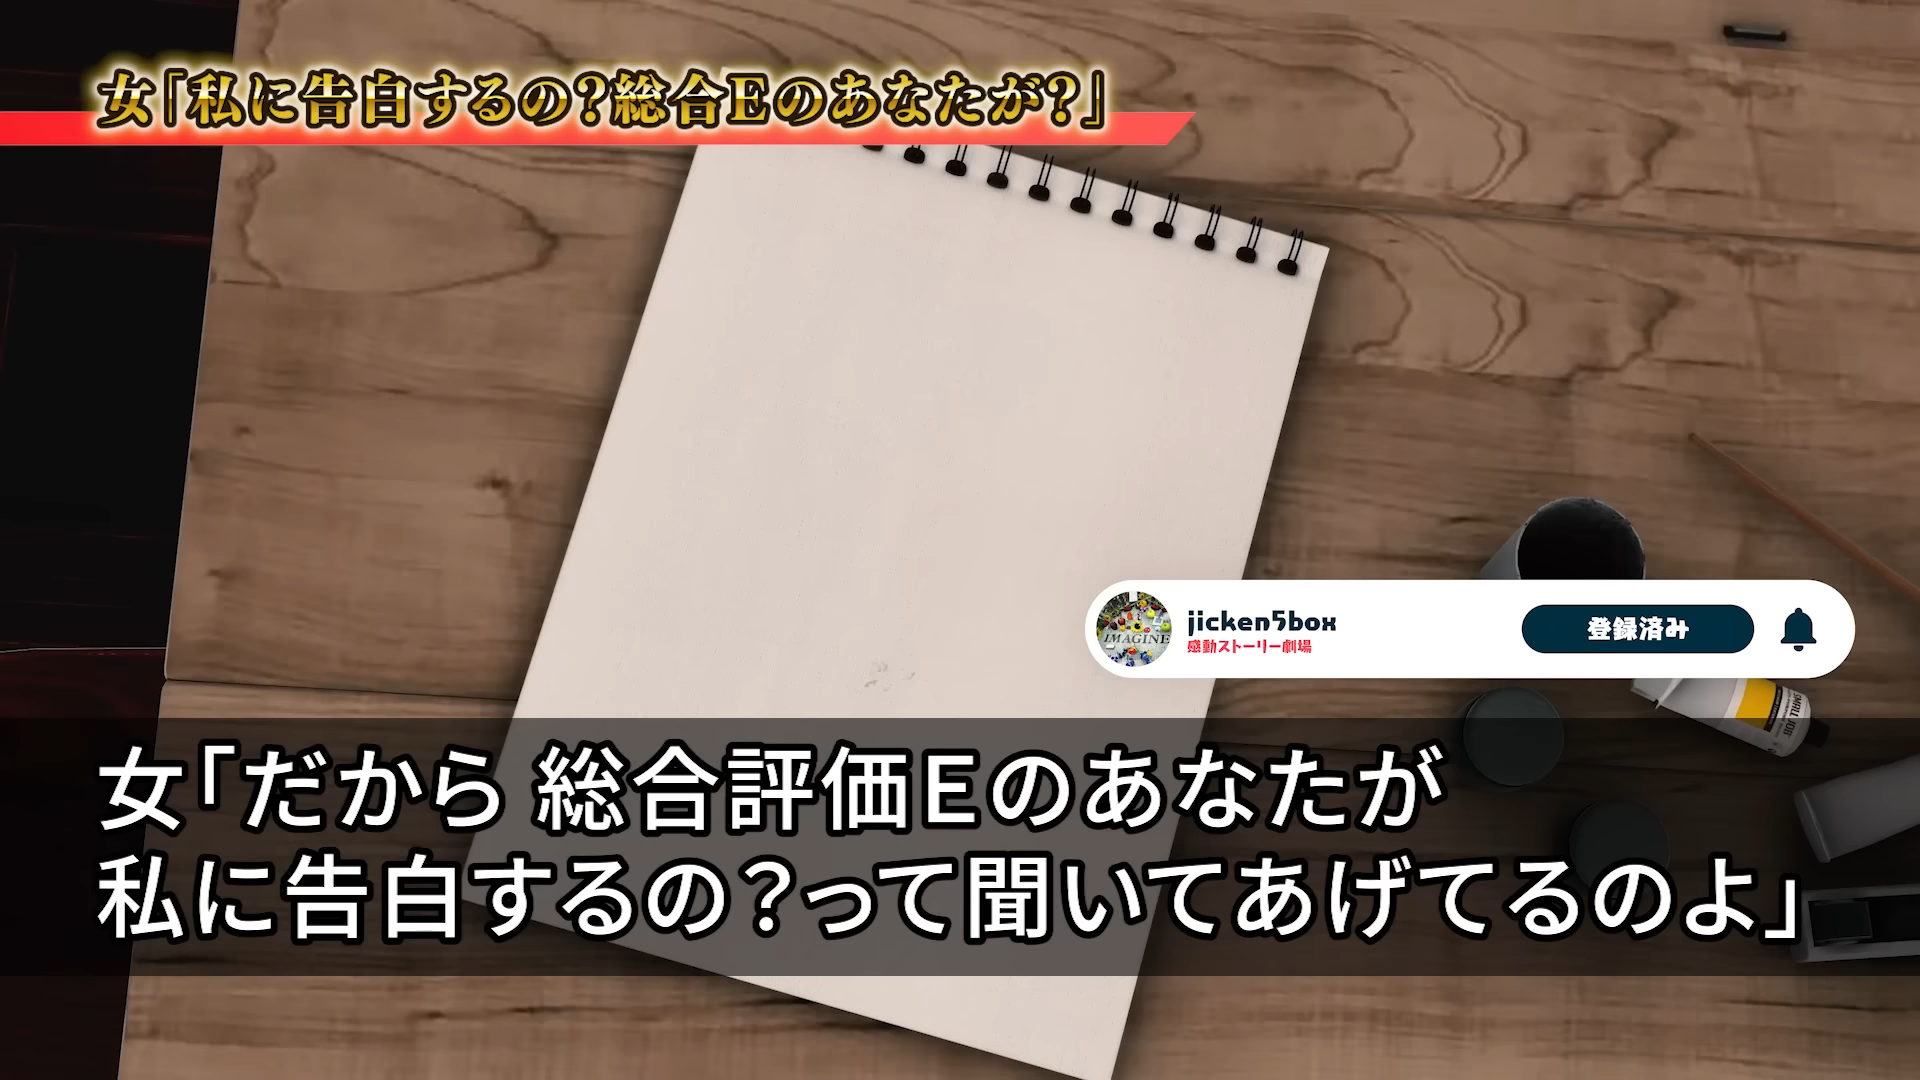 女「私に告白するの？総合Eのあなたが？」
jicken5box
感動ストーリー劇場
登録済み
IMAGINE
SMALL JOB
女「だから 総合評価Eのあなたが
私に告白するの？って聞いてあげてるのよ」